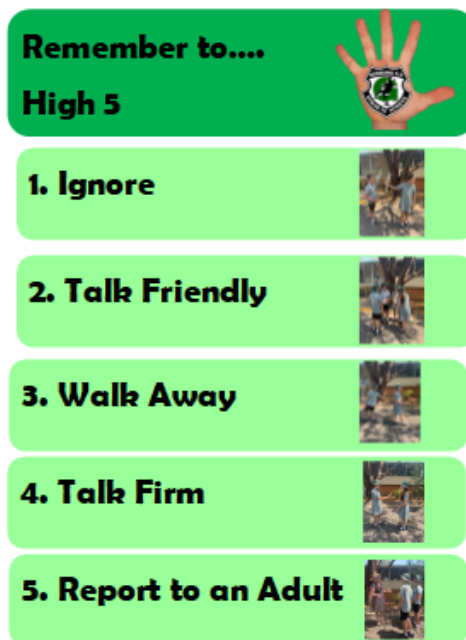 Remember to....
High 5
1. Ignore
2. Talk Friendly
3. Walk Away
4. Talk Firm
5. Report to an Adult